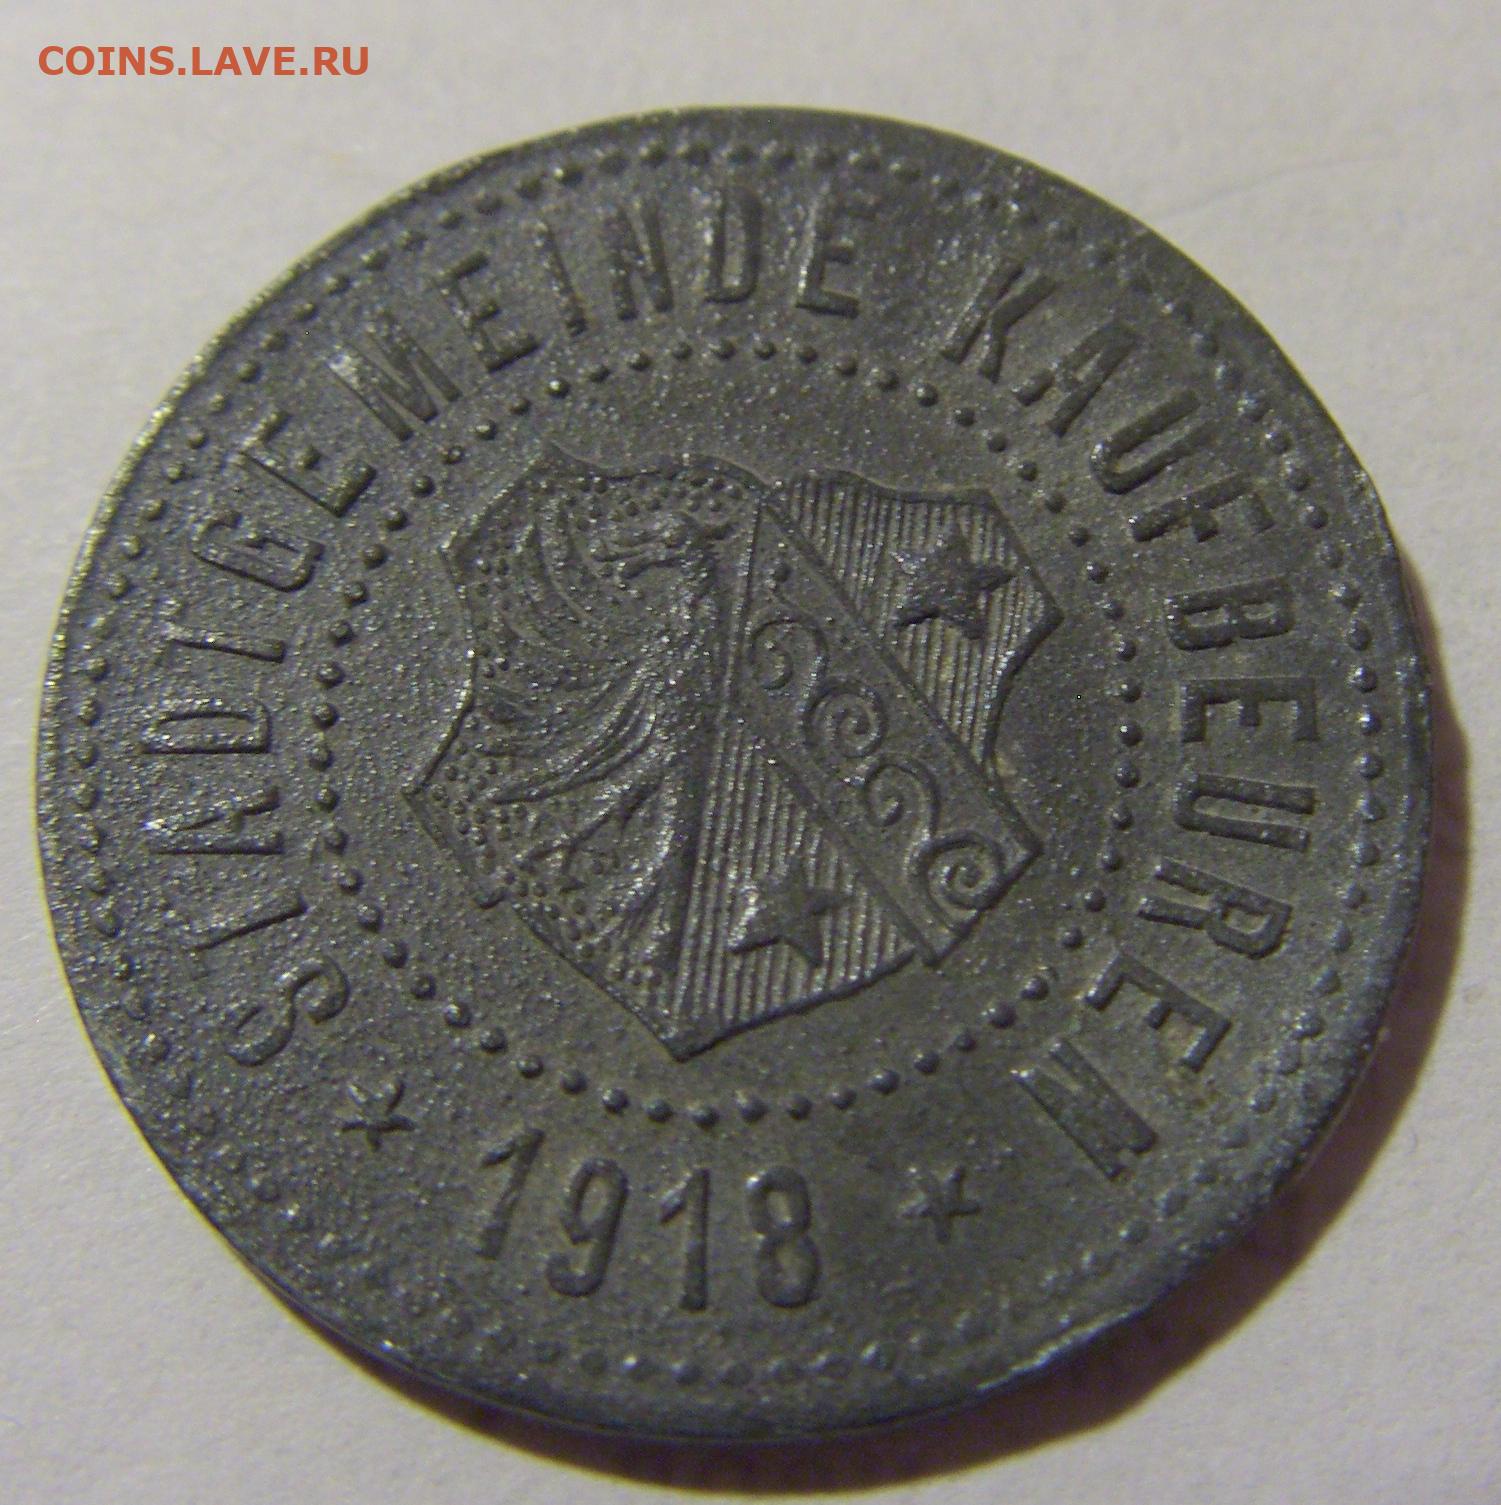 COINS.LAVE.RU
STADTGEMEINDE KAUFBEUREN
* 1918 *